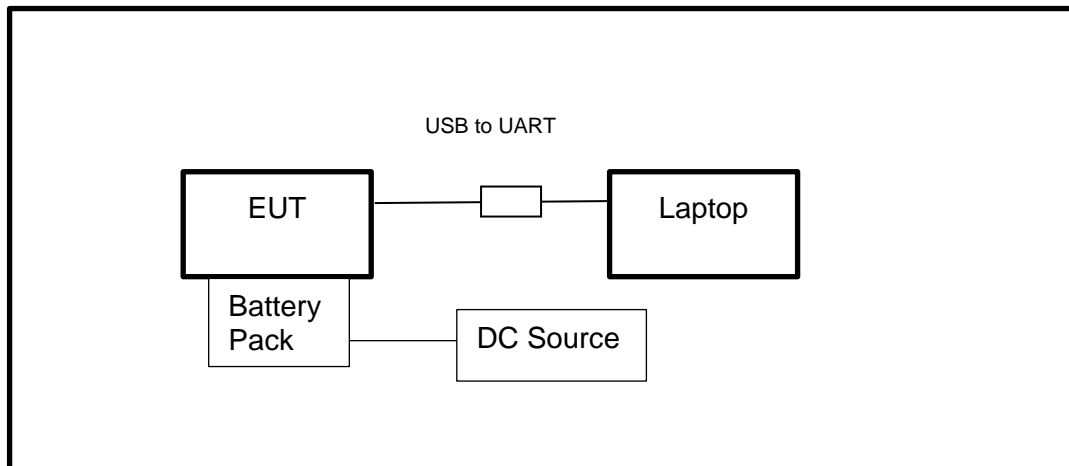 USB to UART
EUT
Laptop
Battery
Pack
DC Source